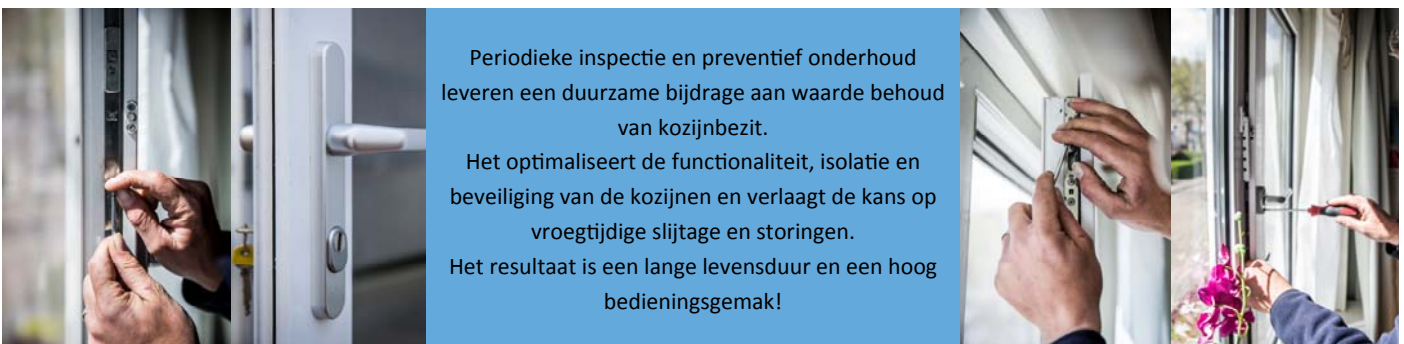 Periodieke inspectie en preventief onderhoud
leveren een duurzame bijdrage aan waarde behoud
van kozijnbezit.
Het optimaliseert de functionaliteit, isolatie en
beveiliging van de kozijnen en verlaagt de kans op
vroegtijdige slijtage en storingen.
Het resultaat is een lange levensduur en een hoog
bedieningsgemak!